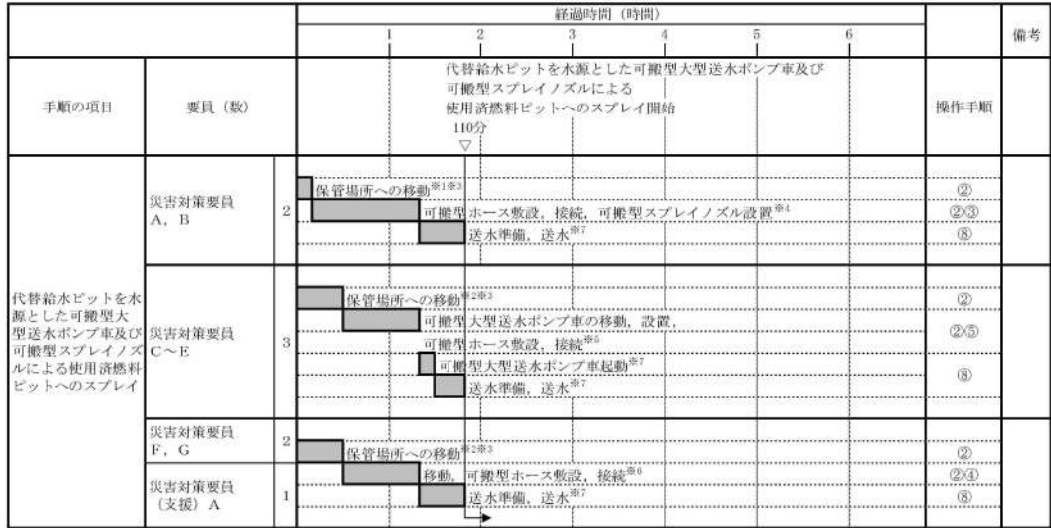 経過時間（時間）
備考
1 2 3 4 5 6
手順の項目
要員（数）
代替給水ピットを水源とした可搬型大型送水ポンプ車及び
可搬型スプレイノズルによる
使用済燃料ピットへのスプレイ開始
110分
▽
操作手順
代替給水ピットを水
源とした可搬型大
型送水ポンプ車及び
可搬型スプレイノズ
ルによる使用済燃料
ピットへのスプレイ
災害対策要員
A，B
2
保管場所への移動※1※3
②
可搬型ホース敷設，接続，可搬型スプレイノズル設置※4
②③
送水準備，送水※7
⑧
災害対策要員
C～E
3
保管場所への移動※2※3
②
可搬型大型送水ポンプ車の移動，設置，
可搬型ホース敷設，接続※5
②⑤
可搬型大型送水ポンプ車起動※7
送水準備，送水※7
⑧
災害対策要員
F，G
2
保管場所への移動※2※3
②
災害対策要員
（支援）A
1
移動，可搬型ホース敷設，接続※6
②④
送水準備，送水※7
⑧